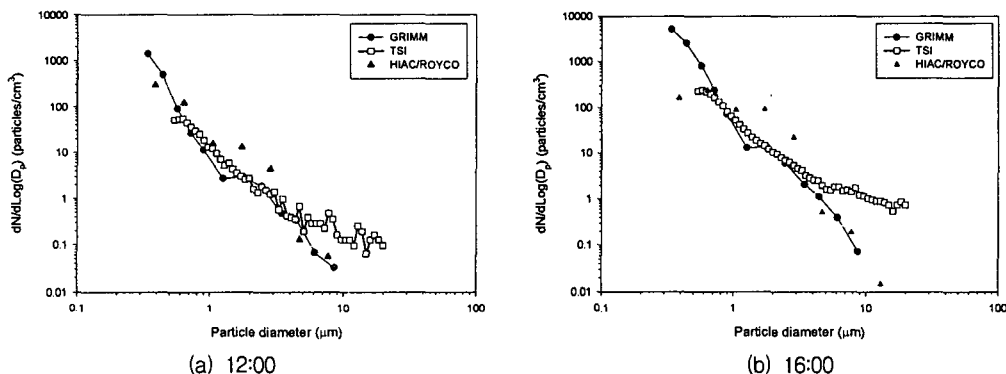 10000
1000
100
10
1
0.1
0.01
dN/dLog(Dp) (particles/cm³)
GRIMM
TSI
HIAC/ROYCO
0.1
1
10
100
Particle diameter (μm)
(a) 12:00
10000
1000
100
10
1
0.1
0.01
dN/dLog(Dp) (particles/cm³)
GRIMM
TSI
HIAC/ROYCO
0.1
1
10
100
Particle diameter (μm)
(b) 16:00